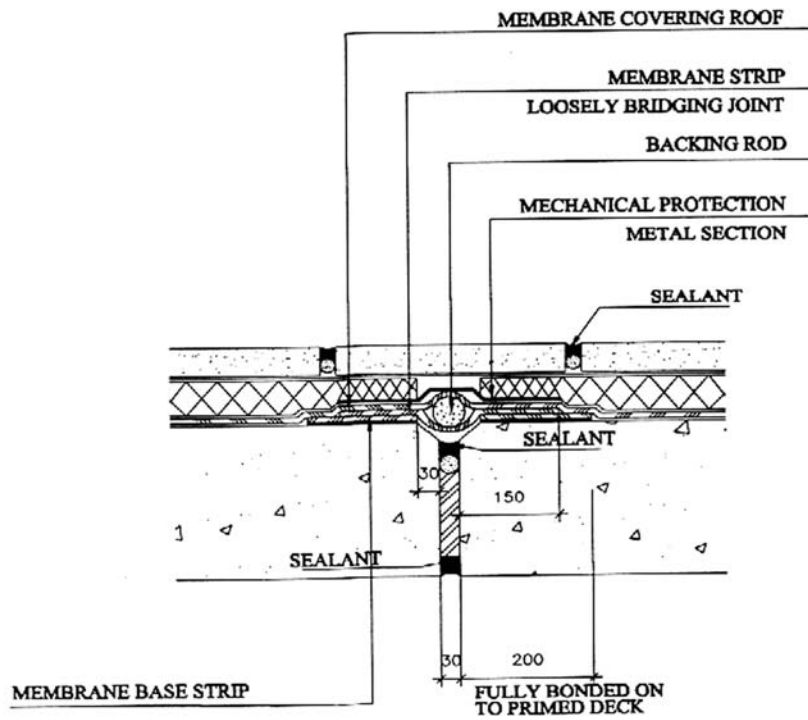 MEMBRANE COVERING ROOF
MEMBRANE STRIP
LOOSELY BRIDGING JOINT
BACKING ROD
MECHANICAL PROTECTION
METAL SECTION
SEALANT
SEALANT
30
150
SEALANT
30
200
MEMBRANE BASE STRIP
FULLY BONDED ON
TO PRIMED DECK